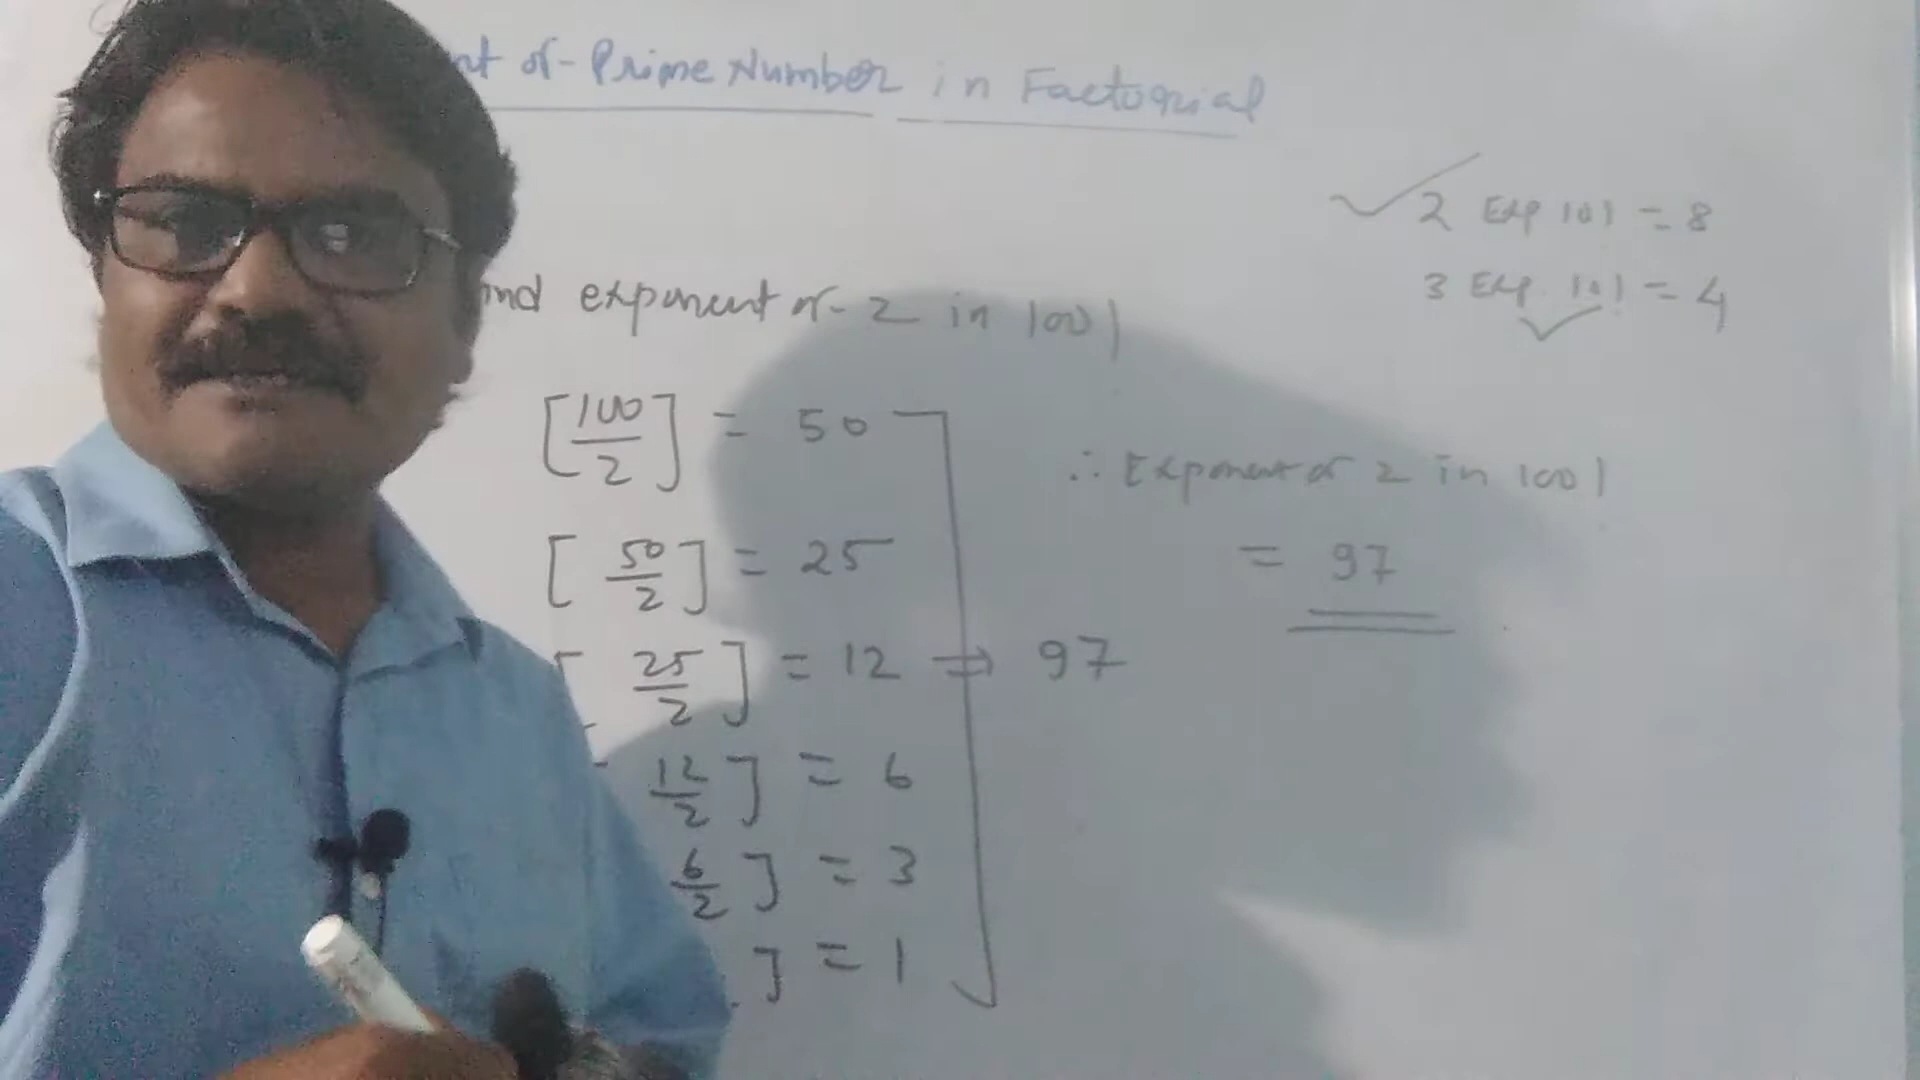 nt of Prime Number in Factorial
2 Exp 10! = 8
3 Exp. 10! = 4
ind exponent of 2 in 100!
[100/2] = 50
∴ Exponent of 2 in 100!
[50/2] = 25
= 97
[25/2] = 12 ⇒ 97
12/2] = 6
6/2] = 3
] = 1